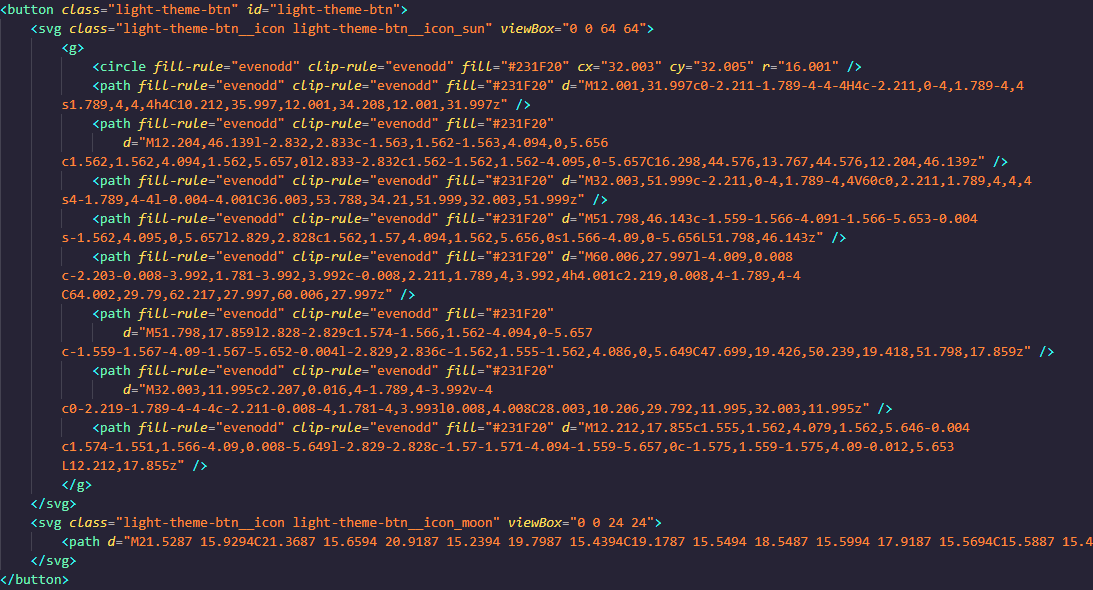 <button class="light-theme-btn" id="light-theme-btn">
<svg class="light-theme-btn__icon light-theme-btn__icon_sun" viewBox="0 0 64 64">
<g>
<circle fill-rule="evenodd" clip-rule="evenodd" fill="#231F20" cx="32.003" cy="32.005" r="16.001" />
<path fill-rule="evenodd" clip-rule="evenodd" fill="#231F20" d="M12.001,31.997c0-2.211-1.789-4-4-4H4c-2.211,0-4,1.789-4,4
s1.789,4,4,4h4C10.212,35.997,12.001,34.208,12.001,31.997z" />
<path fill-rule="evenodd" clip-rule="evenodd" fill="#231F20"
d="M12.204,46.139l-2.832,2.833c-1.563,1.562-1.563,4.094,0,5.656
c1.562,1.562,4.094,1.562,5.657,0l2.833-2.832c1.562-1.562,1.562-4.095,0-5.657C16.298,44.576,13.767,44.576,12.204,46.139z" />
<path fill-rule="evenodd" clip-rule="evenodd" fill="#231F20" d="M32.003,51.999c-2.211,0-4,1.789-4,4V60c0,2.211,1.789,4,4,4
s4-1.789,4-4l-0.004-4.001C36.003,53.788,34.21,51.999,32.003,51.999z" />
<path fill-rule="evenodd" clip-rule="evenodd" fill="#231F20" d="M51.798,46.143c-1.559-1.566-4.091-1.566-5.653-0.004
s-1.562,4.095,0,5.657l2.829,2.828c1.562,1.57,4.094,1.562,5.656,0s1.566-4.09,0-5.656L51.798,46.143z" />
<path fill-rule="evenodd" clip-rule="evenodd" fill="#231F20" d="M60.006,27.997l-4.009,0.008
c-2.203-0.008-3.992,1.781-3.992,3.992c-0.008,2.211,1.789,4,3.992,4h4.001c2.219,0.008,4-1.789,4-4
C64.002,29.79,62.217,27.997,60.006,27.997z" />
<path fill-rule="evenodd" clip-rule="evenodd" fill="#231F20"
d="M51.798,17.859l2.828-2.829c1.574-1.566,1.562-4.094,0-5.657
c-1.559-1.567-4.09-1.567-5.652-0.004l-2.829,2.836c-1.562,1.555-1.562,4.086,0,5.649C47.699,19.426,50.239,19.418,51.798,17.859z" />
<path fill-rule="evenodd" clip-rule="evenodd" fill="#231F20"
d="M32.003,11.995c2.207,0.016,4-1.789,4-3.992v-4
c0-2.219-1.789-4-4-4c-2.211-0.008-4,1.781-4,3.993l0.008,4.008C28.003,10.206,29.792,11.995,32.003,11.995z" />
<path fill-rule="evenodd" clip-rule="evenodd" fill="#231F20" d="M12.212,17.855c1.555,1.562,4.079,1.562,5.646-0.004
c1.574-1.551,1.566-4.09,0.008-5.649l-2.829-2.828c-1.57-1.571-4.094-1.559-5.657,0c-1.575,1.559-1.575,4.09-0.012,5.653
L12.212,17.855z" />
</g>
</svg>
<svg class="light-theme-btn__icon light-theme-btn__icon_moon" viewBox="0 0 24 24">
<path d="M21.5287 15.9294C21.3687 15.6594 20.9187 15.2394 19.7987 15.4394C19.1787 15.5494 18.5487 15.5994 17.9187 15.5694C15.5887 15.4
</svg>
</button>